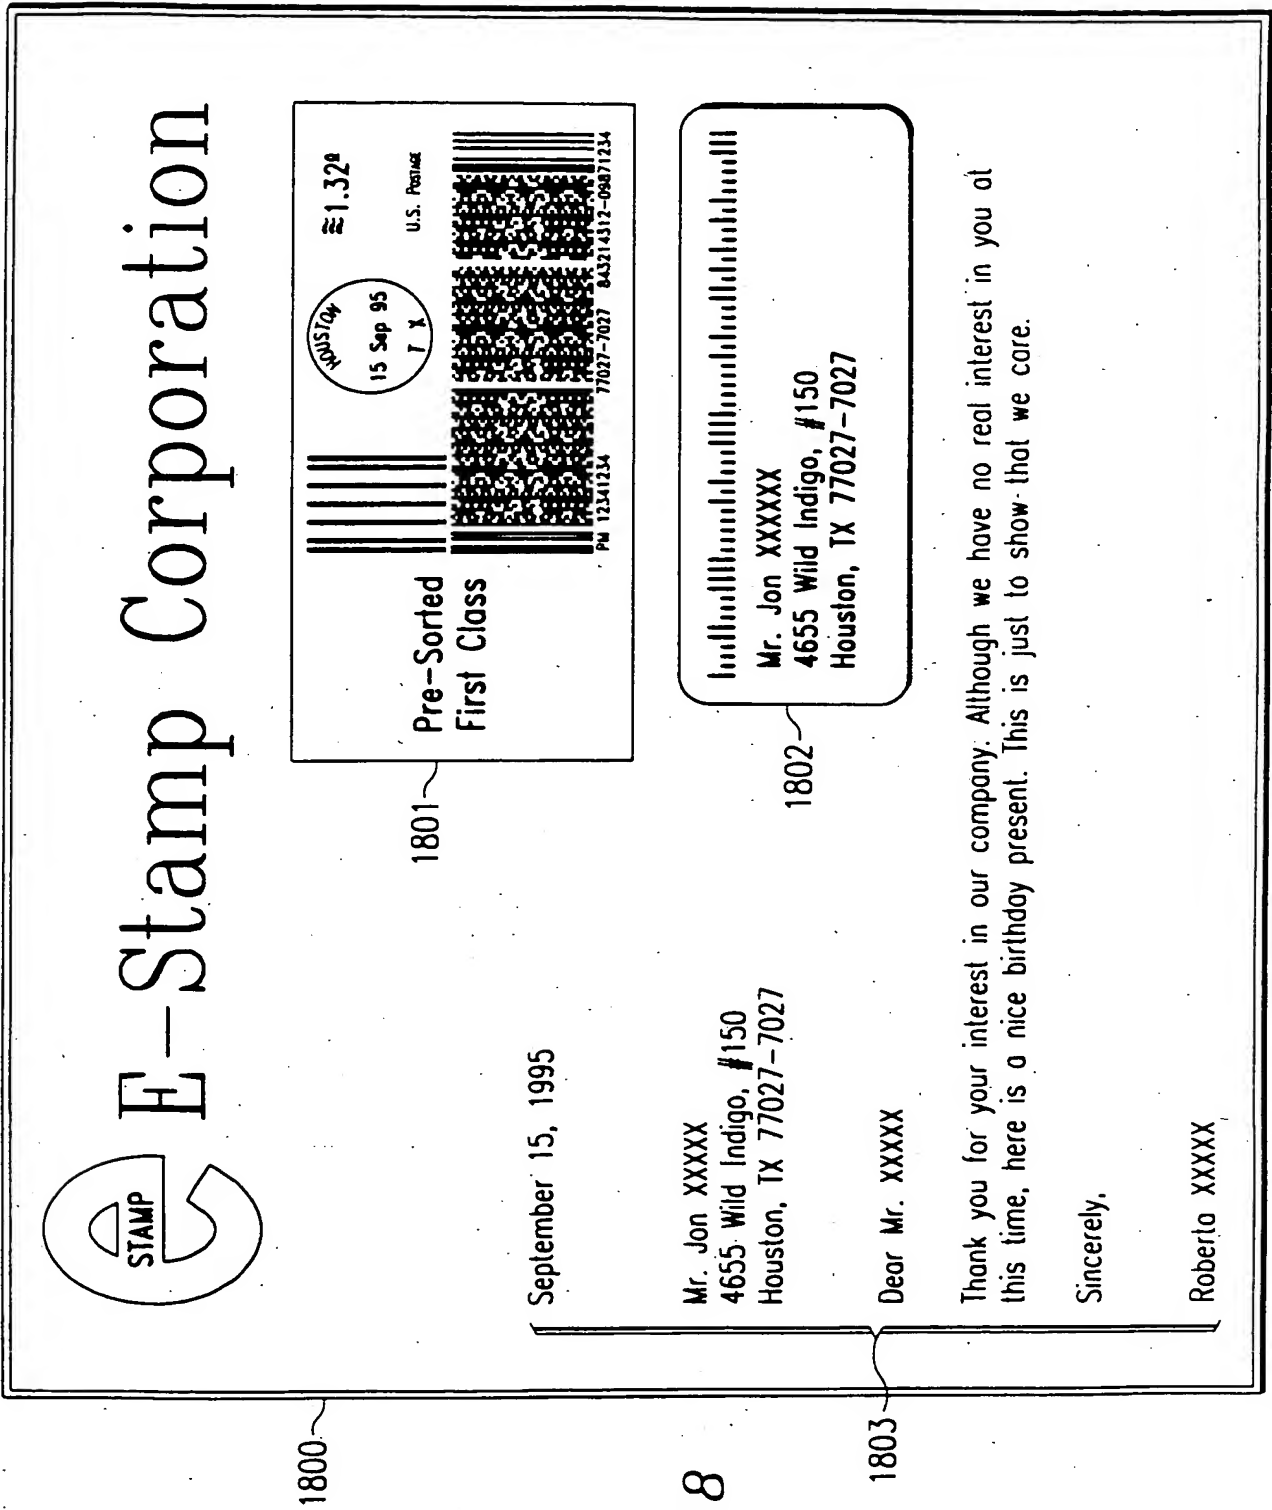 e STAMP
E-Stamp Corporation
Pre-Sorted
First Class
HOUSTON
15 Sep 95
T X
≅1.32º
U.S. POSTAGE
PM 12341234 77027-7027 843214312-09871234
1801
Mr. Jon XXXXXX
4655 Wild Indigo, #150
Houston, TX 77027-7027
1802
September 15, 1995
Mr. Jon XXXXX
4655 Wild Indigo, #150
Houston, TX 77027-7027
Dear Mr. XXXXX
Thank you for your interest in our company. Although we have no real interest in you at
this time, here is a nice birthday present. This is just to show that we care.
Sincerely,
Roberta XXXXX
1800
1803
8